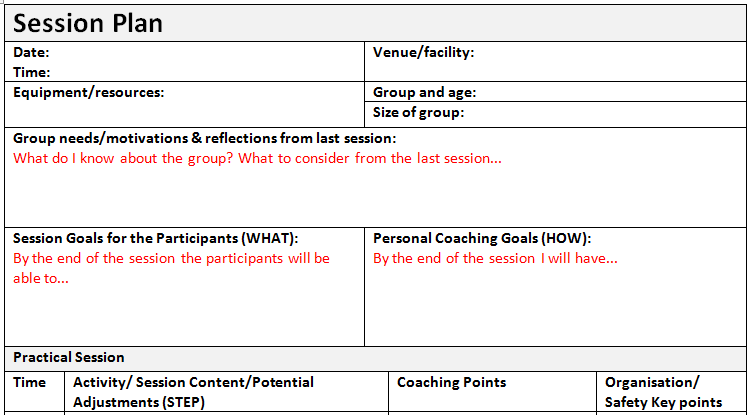 Session Plan
Date:
Time:
Venue/facility:
Equipment/resources:
Group and age:
Size of group:
Group needs/motivations & reflections from last session:
What do I know about the group? What to consider from the last session...
Session Goals for the Participants (WHAT):
By the end of the session the participants will be
able to...
Personal Coaching Goals (HOW):
By the end of the session I will have...
Practical Session
Time
Activity/ Session Content/Potential
Adjustments (STEP)
Coaching Points
Organisation/
Safety Key points